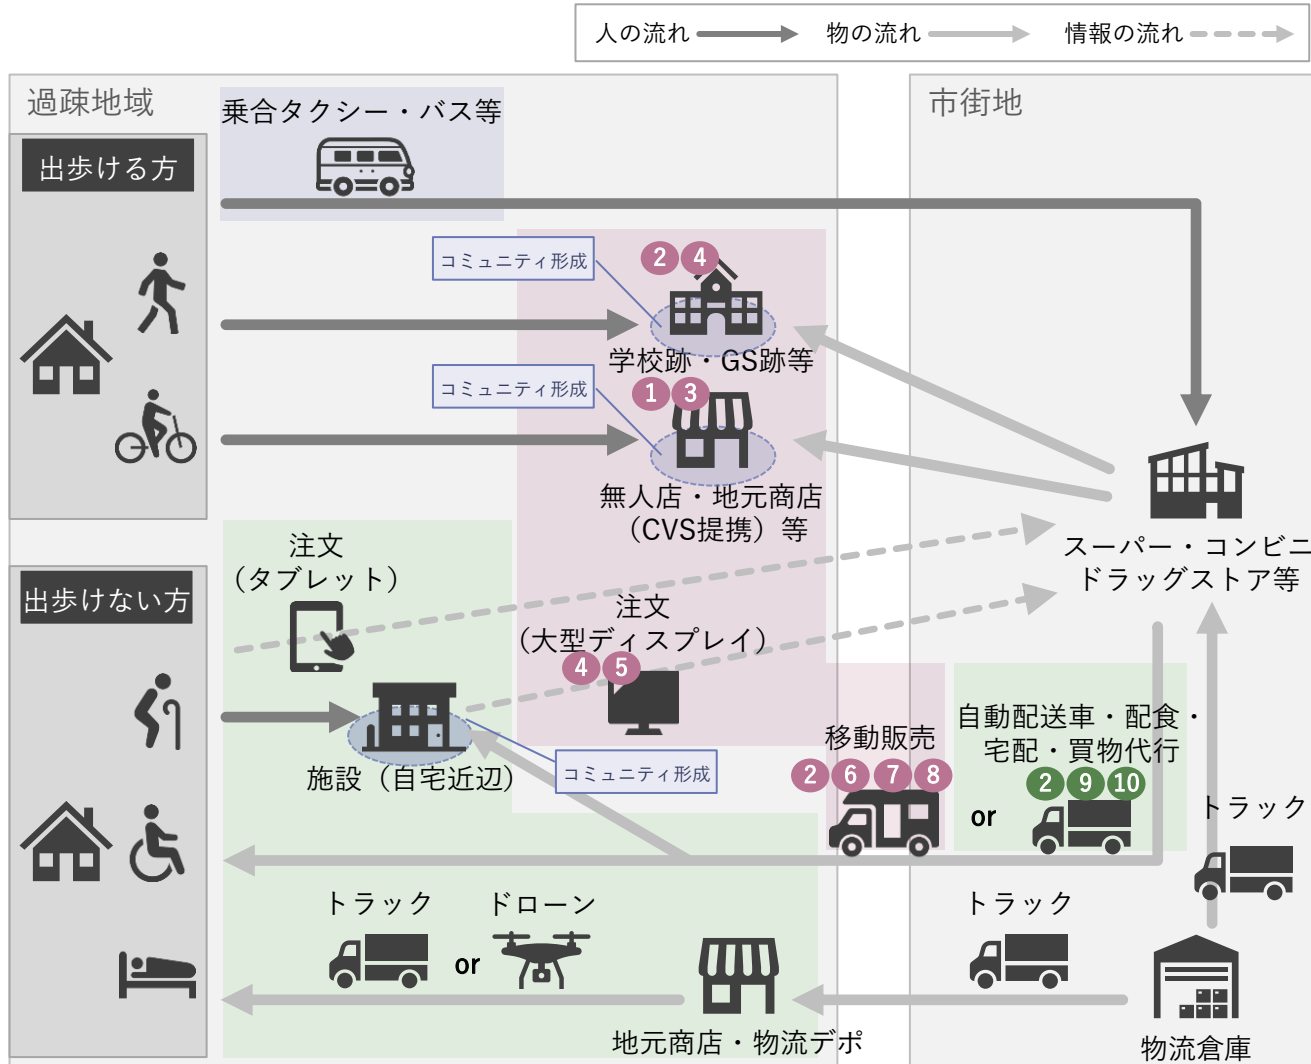 人の流れ
物の流れ
情報の流れ
過疎地域
市街地
乗合タクシー・バス等
出歩ける方
コミュニティ形成
2 4
学校跡・GS跡等
コミュニティ形成
1 3
無人店・地元商店
（CVS提携）等
スーパー・コンビニ
ドラッグストア等
注文
（タブレット）
出歩けない方
注文
（大型ディスプレイ）
4 5
施設（自宅近辺）
コミュニティ形成
移動販売
2 6 7 8
or
自動配送車・配食・
宅配・買物代行
2 9 10
トラック
トラック
or
ドローン
トラック
地元商店・物流デポ
物流倉庫